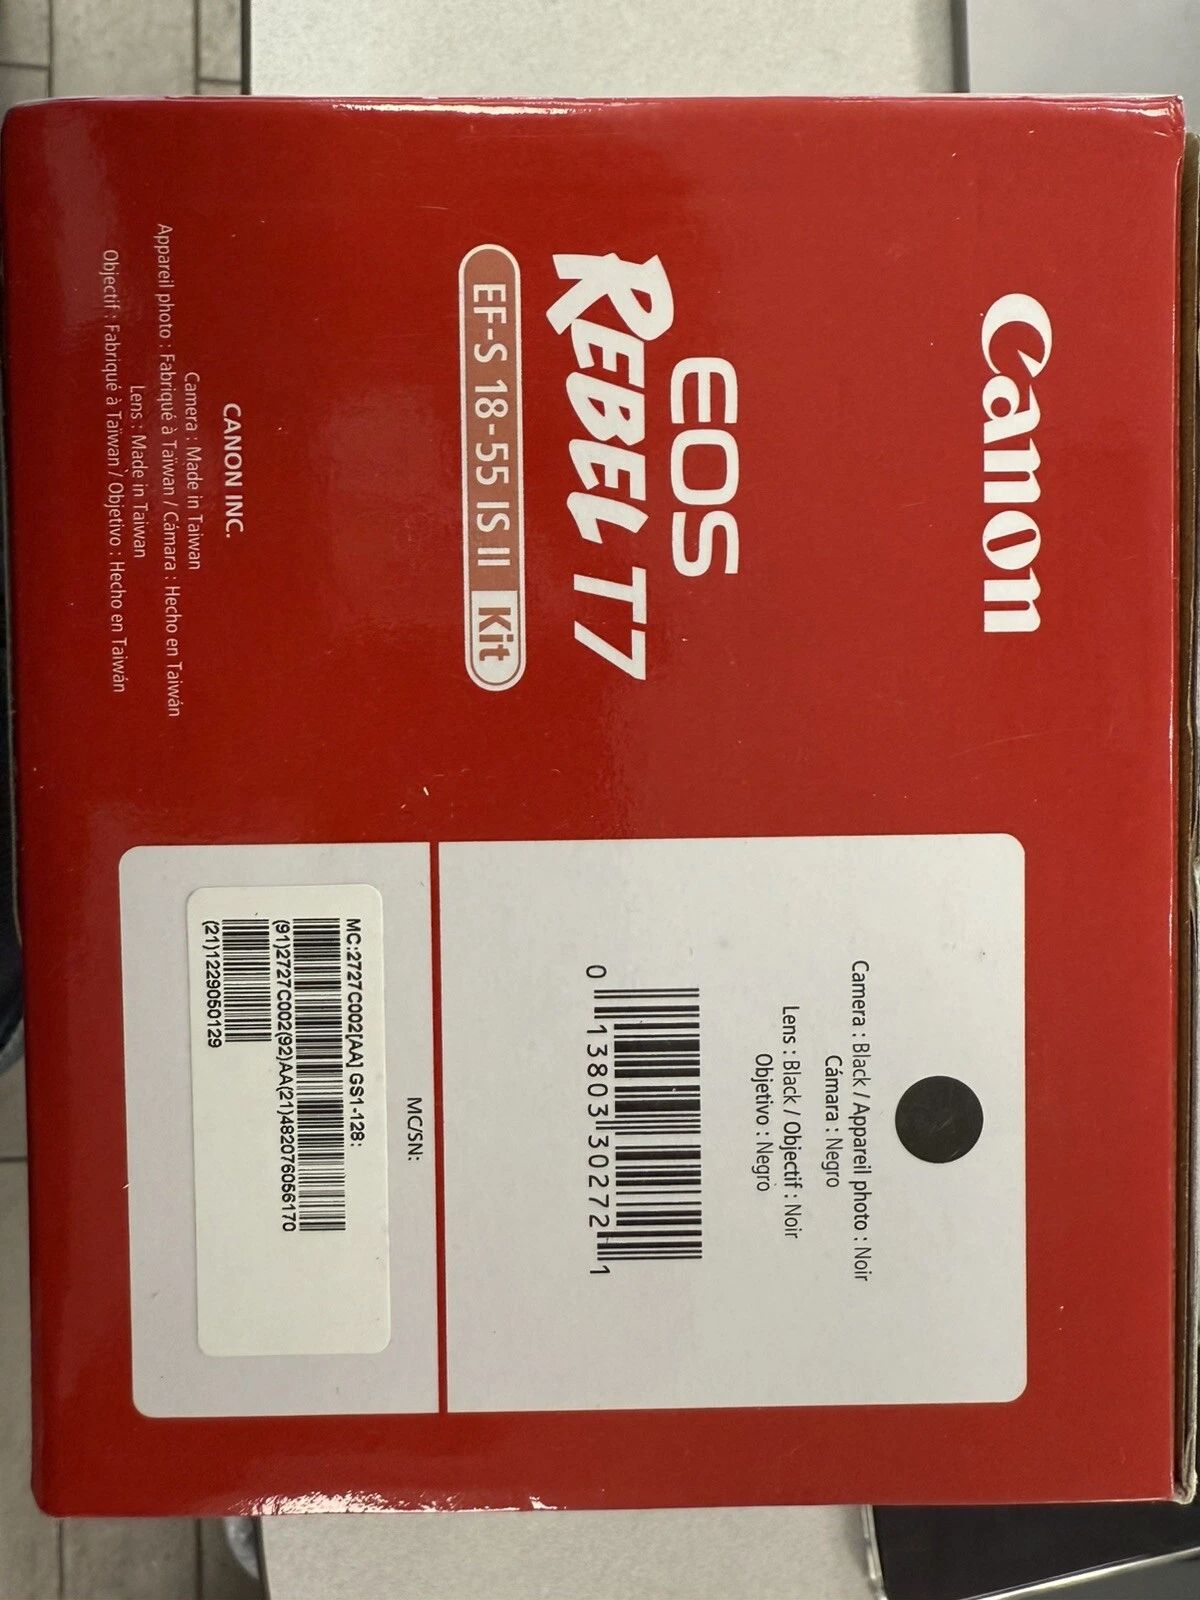 Canon
EOS
REBEL T7
EF-S 18-55 IS II Kit
CANON INC.
Camera : Made in Taiwan
Appareil photo : Fabriqué à Taïwan / Cámara : Hecho en Taiwán
Lens : Made in Taiwan
Objectif : Fabriqué à Taïwan / Objetivo : Hecho en Taiwán
Camera : Black / Appareil photo : Noir
Cámara : Negro
Lens : Black / Objectif : Noir
Objetivo : Negro
0 13803 30272 1
MC/SN:
MC:2727C002[AA] GS1-128:
(91)2727C002(92)AA(21)482076056170
(21)1229050129